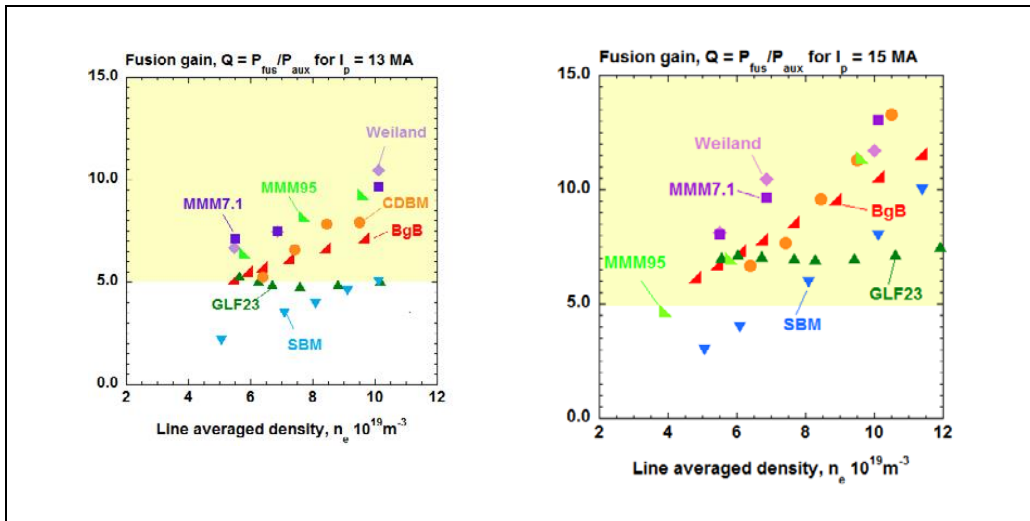 Fusion gain, Q = P_fus/P_aux for I_p = 13 MA
15.0
10.0
5.0
0.0
Weiland
MMM95
MMM7.1
CDBM
BgB
GLF23
SBM
2 4 6 8 10 12
Line averaged density, n_e 10^19m^-3
Fusion gain, Q = P_fus/P_aux for I_p = 15 MA
15.0
10.0
5.0
0.0
Weiland
MMM7.1
BgB
MMM95
GLF23
SBM
2 4 6 8 10 12
Line averaged density, n_e 10^19m^-3